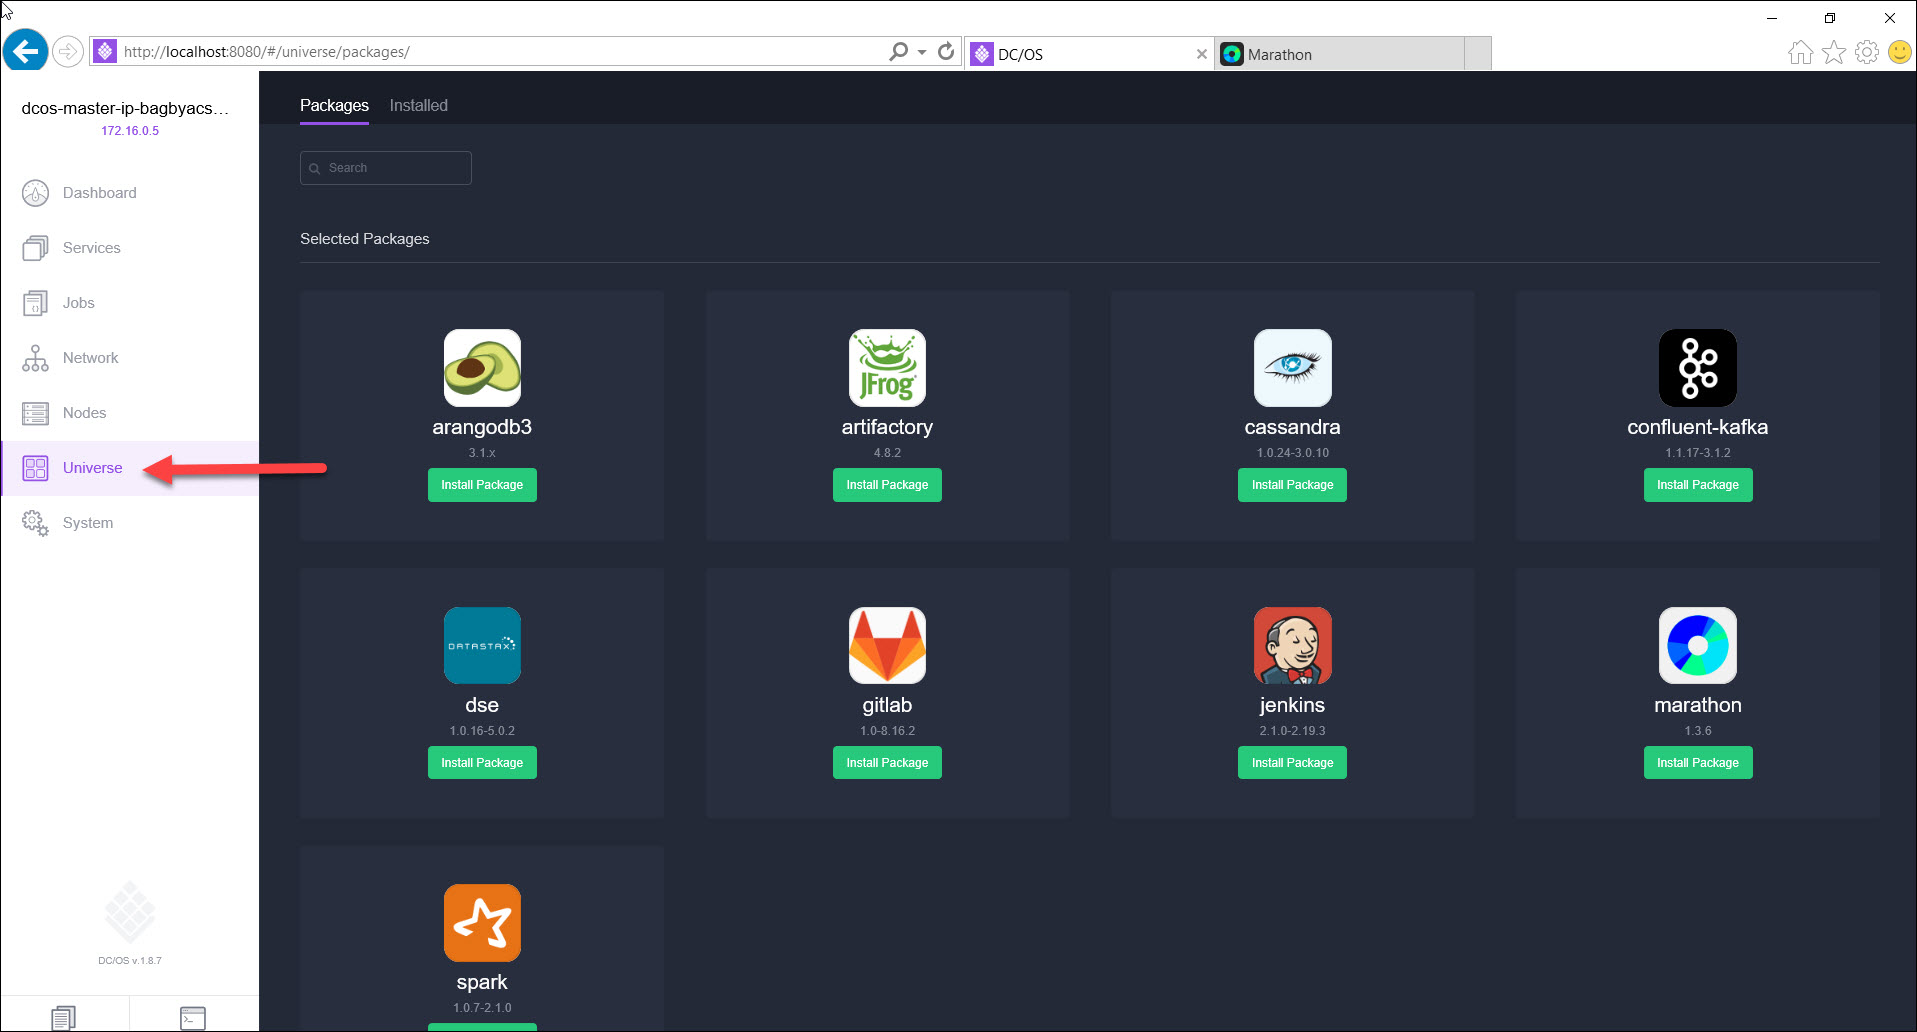 http://localhost:8080/#/universe/packages/
DC/OS
Marathon
dcos-master-ip-bagbyacs...
172.16.0.5
Dashboard
Services
Jobs
Network
Nodes
Universe
System
DC/OS v.1.8.7
Packages
Installed
Search
Selected Packages
arangodb3
3.1.x
Install Package
JFrog
artifactory
4.8.2
Install Package
cassandra
1.0.24-3.0.10
Install Package
confluent-kafka
1.1.17-3.1.2
Install Package
DATASTAX
dse
1.0.16-5.0.2
Install Package
gitlab
1.0-8.16.2
Install Package
jenkins
2.1.0-2.19.3
Install Package
marathon
1.3.6
Install Package
spark
1.0.7-2.1.0